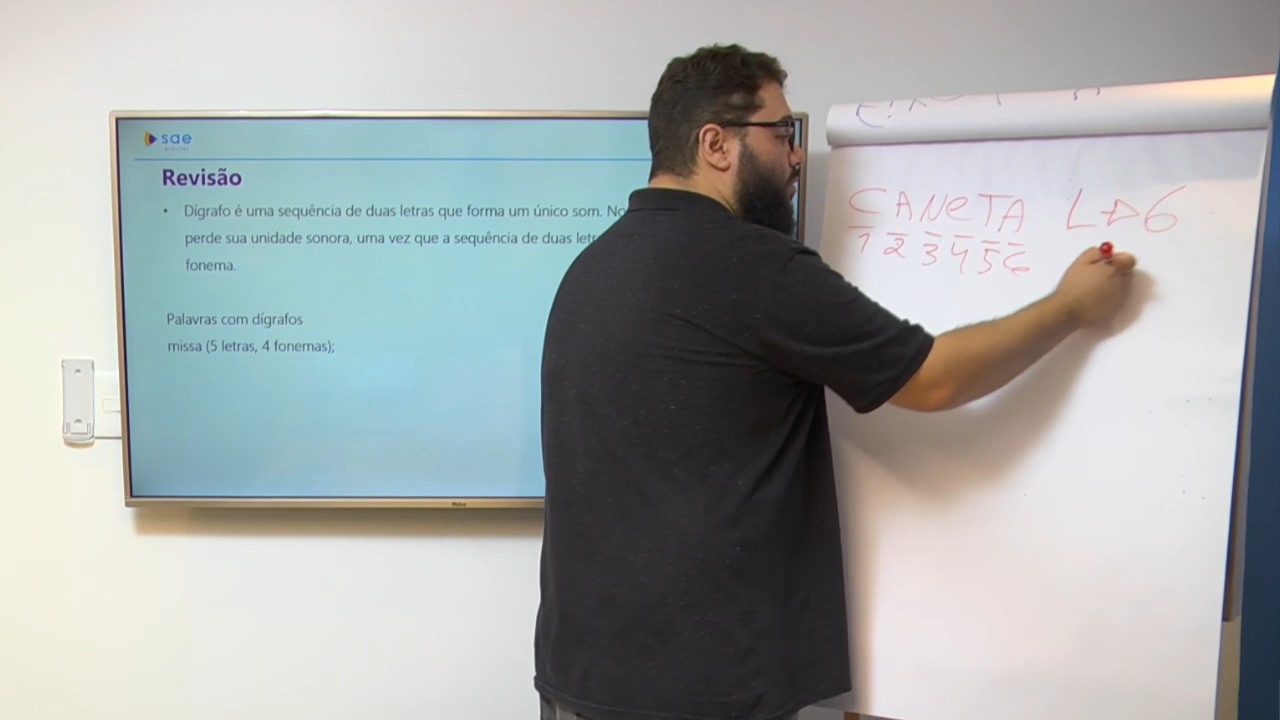 sae
DIGITAL
Revisão
• Dígrafo é uma sequência de duas letras que forma um único som. No
perde sua unidade sonora, uma vez que a sequência de duas letr
fonema.
Palavras com dígrafos
missa (5 letras, 4 fonemas);
Philco
CANeTA L→6
1 2 3 4 5 6